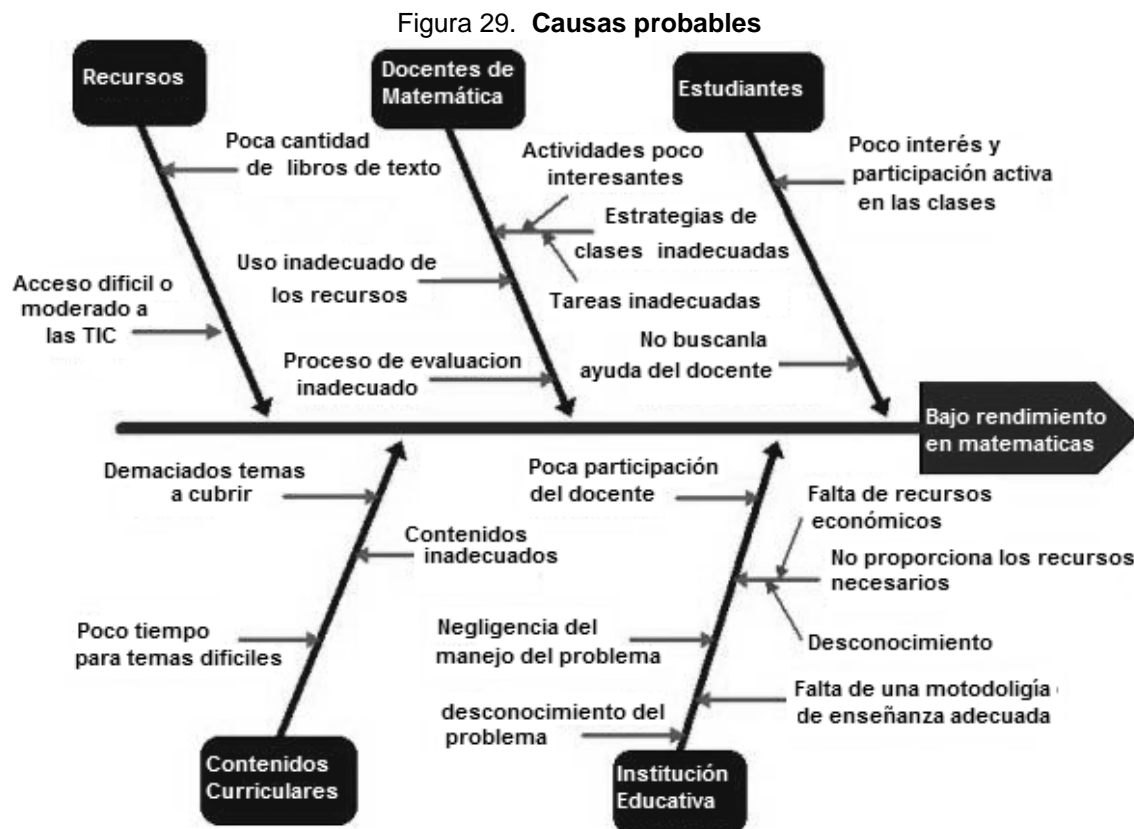 Figura 29. Causas probables
Recursos
Docentes de
Matemática
Estudiantes
Poca cantidad
de libros de texto
Actividades poco
interesantes
Poco interés y
participación activa
en las clases
Estrategias de
clases inadecuadas
Uso inadecuado de
los recursos
Acceso dificil o
moderado a
las TIC
Tareas inadecuadas
No buscanla
ayuda del docente
Proceso de evaluacion
inadecuado
Bajo rendimiento
en matematicas
Demaciados temas
a cubrir
Poca participación
del docente
Falta de recursos
económicos
Contenidos
inadecuados
No proporciona los recursos
necesarios
Poco tiempo
para temas dificiles
Negligencia del
manejo del problema
Desconocimiento
Falta de una motodoligía
de enseñanza adecuada
desconocimiento del
problema
Contenidos
Curriculares
Institución
Educativa